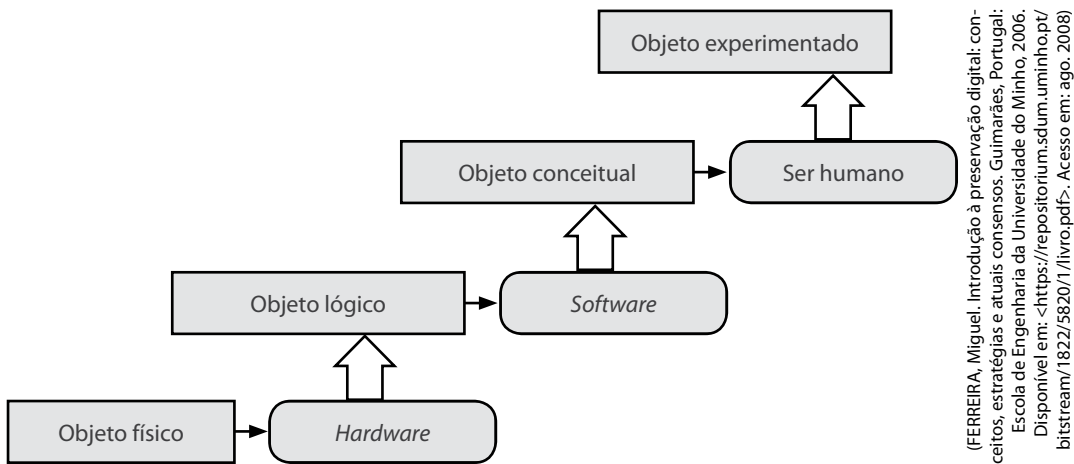 Objeto experimentado
Objeto conceitual
Ser humano
Objeto lógico
Software
Objeto físico
Hardware
(FERREIRA, Miguel. Introdução à preservação digital: con-
ceitos, estratégias e atuais consensos. Guimarães, Portugal:
Escola de Engenharia da Universidade do Minho, 2006.
Disponível em: <https://repositorium.sdum.uminho.pt/
bitstream/1822/5820/1/livro.pdf>. Acesso em: ago. 2008)